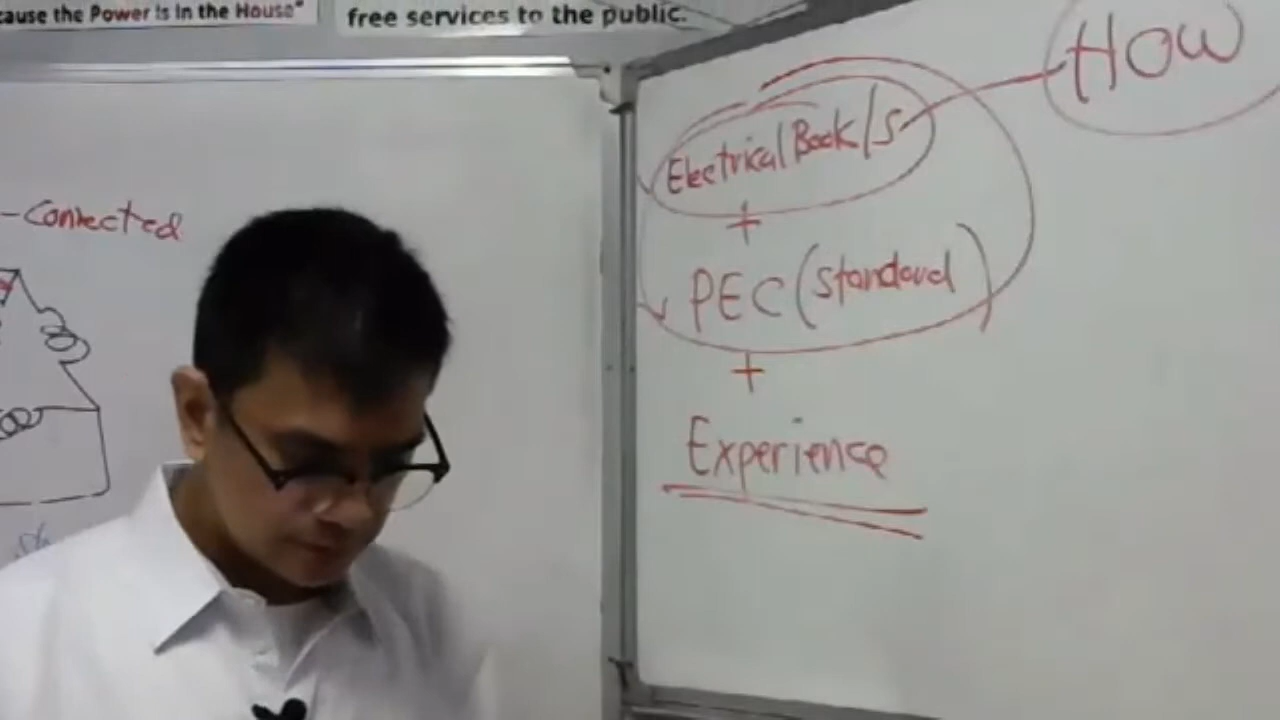 cause the Power is in the House"
free services to the public.
-Connected
HOW
Electrical Book/s
+
PEC (Standard)
+
Experience